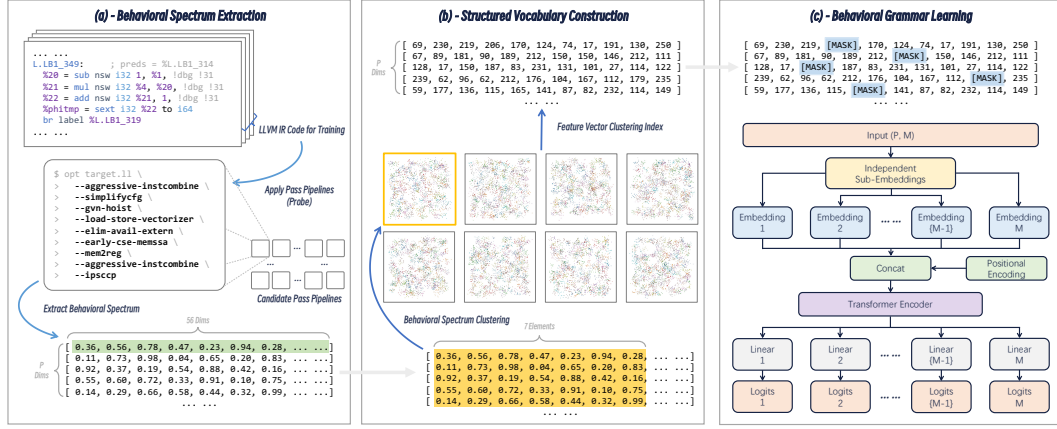 (a) - Behavioral Spectrum Extraction
... ...
L.LB1_349: ; preds = %L.LB1_314
%20 = sub nsw i32 1, %1, !dbg !31
%21 = mul nsw i32 %4, %20, !dbg !31
%22 = add nsw i32 %21, 1, !dbg !31
%phitmp = sext i32 %22 to i64
br label %L.LB1_319
... ...
LLVM IR Code for Training
$ opt target.ll \
> --aggressive-instcombine \
> --simplifycfg \
> --gvn-hoist \
> --load-store-vectorizer \
> --elim-avail-extern \
> --early-cse-memssa \
> --mem2reg \
> --aggressive-instcombine \
> --ipsccp
Apply Pass Pipelines
(Probe)
...
... ...
...
Candidate Pass Pipelines
Extract Behavioral Spectrum
56 Dims
P
Dims
[ 0.36, 0.56, 0.78, 0.47, 0.23, 0.94, 0.28, ... ...]
[ 0.11, 0.73, 0.98, 0.04, 0.65, 0.20, 0.83, ... ...]
[ 0.92, 0.37, 0.19, 0.54, 0.88, 0.42, 0.16, ... ...]
[ 0.55, 0.60, 0.72, 0.33, 0.91, 0.10, 0.75, ... ...]
[ 0.14, 0.29, 0.66, 0.58, 0.44, 0.32, 0.99, ... ...]
... ...
(b) - Structured Vocabulary Construction
P
Dims
[ 69, 230, 219, 206, 170, 124, 74, 17, 191, 130, 250 ]
[ 67, 89, 181, 90, 189, 212, 150, 150, 146, 212, 111 ]
[ 128, 17, 150, 187, 83, 231, 131, 101, 27, 114, 122 ]
[ 239, 62, 96, 62, 212, 176, 104, 167, 112, 179, 235 ]
[ 59, 177, 136, 115, 165, 141, 87, 82, 232, 114, 149 ]
... ...
Feature Vector Clustering Index
Behavioral Spectrum Clustering
7 Elements
[ 0.36, 0.56, 0.78, 0.47, 0.23, 0.94, 0.28, ... ...]
[ 0.11, 0.73, 0.98, 0.04, 0.65, 0.20, 0.83, ... ...]
[ 0.92, 0.37, 0.19, 0.54, 0.88, 0.42, 0.16, ... ...]
[ 0.55, 0.60, 0.72, 0.33, 0.91, 0.10, 0.75, ... ...]
[ 0.14, 0.29, 0.66, 0.58, 0.44, 0.32, 0.99, ... ...]
... ...
(c) - Behavioral Grammar Learning
[ 69, 230, 219, [MASK], 170, 124, 74, 17, 191, 130, 250 ]
[ 67, 89, 181, 90, 189, 212, [MASK], 150, 146, 212, 111 ]
[ 128, 17, [MASK], 187, 83, 231, 131, 101, 27, 114, 122 ]
[ 239, 62, 96, 62, 212, 176, 104, 167, 112, [MASK], 235 ]
[ 59, 177, 136, 115, [MASK], 141, 87, 82, 232, 114, 149 ]
... ...
Input (P, M)
Independent
Sub-Embeddings
Embedding
1
Embedding
2
... ...
Embedding
(M-1)
Embedding
M
Concat
Positional
Encoding
Transformer Encoder
Linear
1
Linear
2
... ...
Linear
(M-1)
Linear
M
Logits
1
Logits
2
... ...
Logits
(M-1)
Logits
M